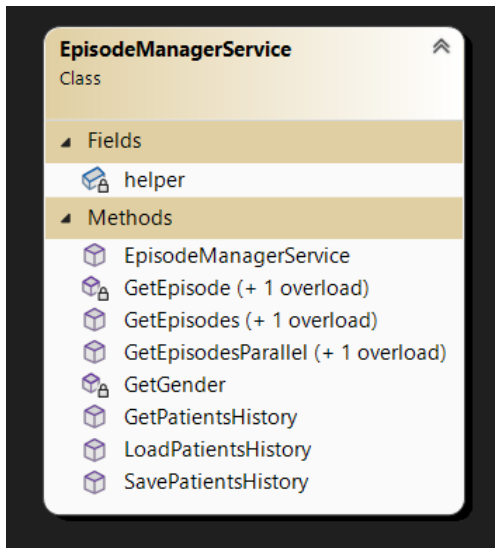 EpisodeManagerService
Class
Fields
helper
Methods
EpisodeManagerService
GetEpisode (+ 1 overload)
GetEpisodes (+ 1 overload)
GetEpisodesParallel (+ 1 overload)
GetGender
GetPatientsHistory
LoadPatientsHistory
SavePatientsHistory